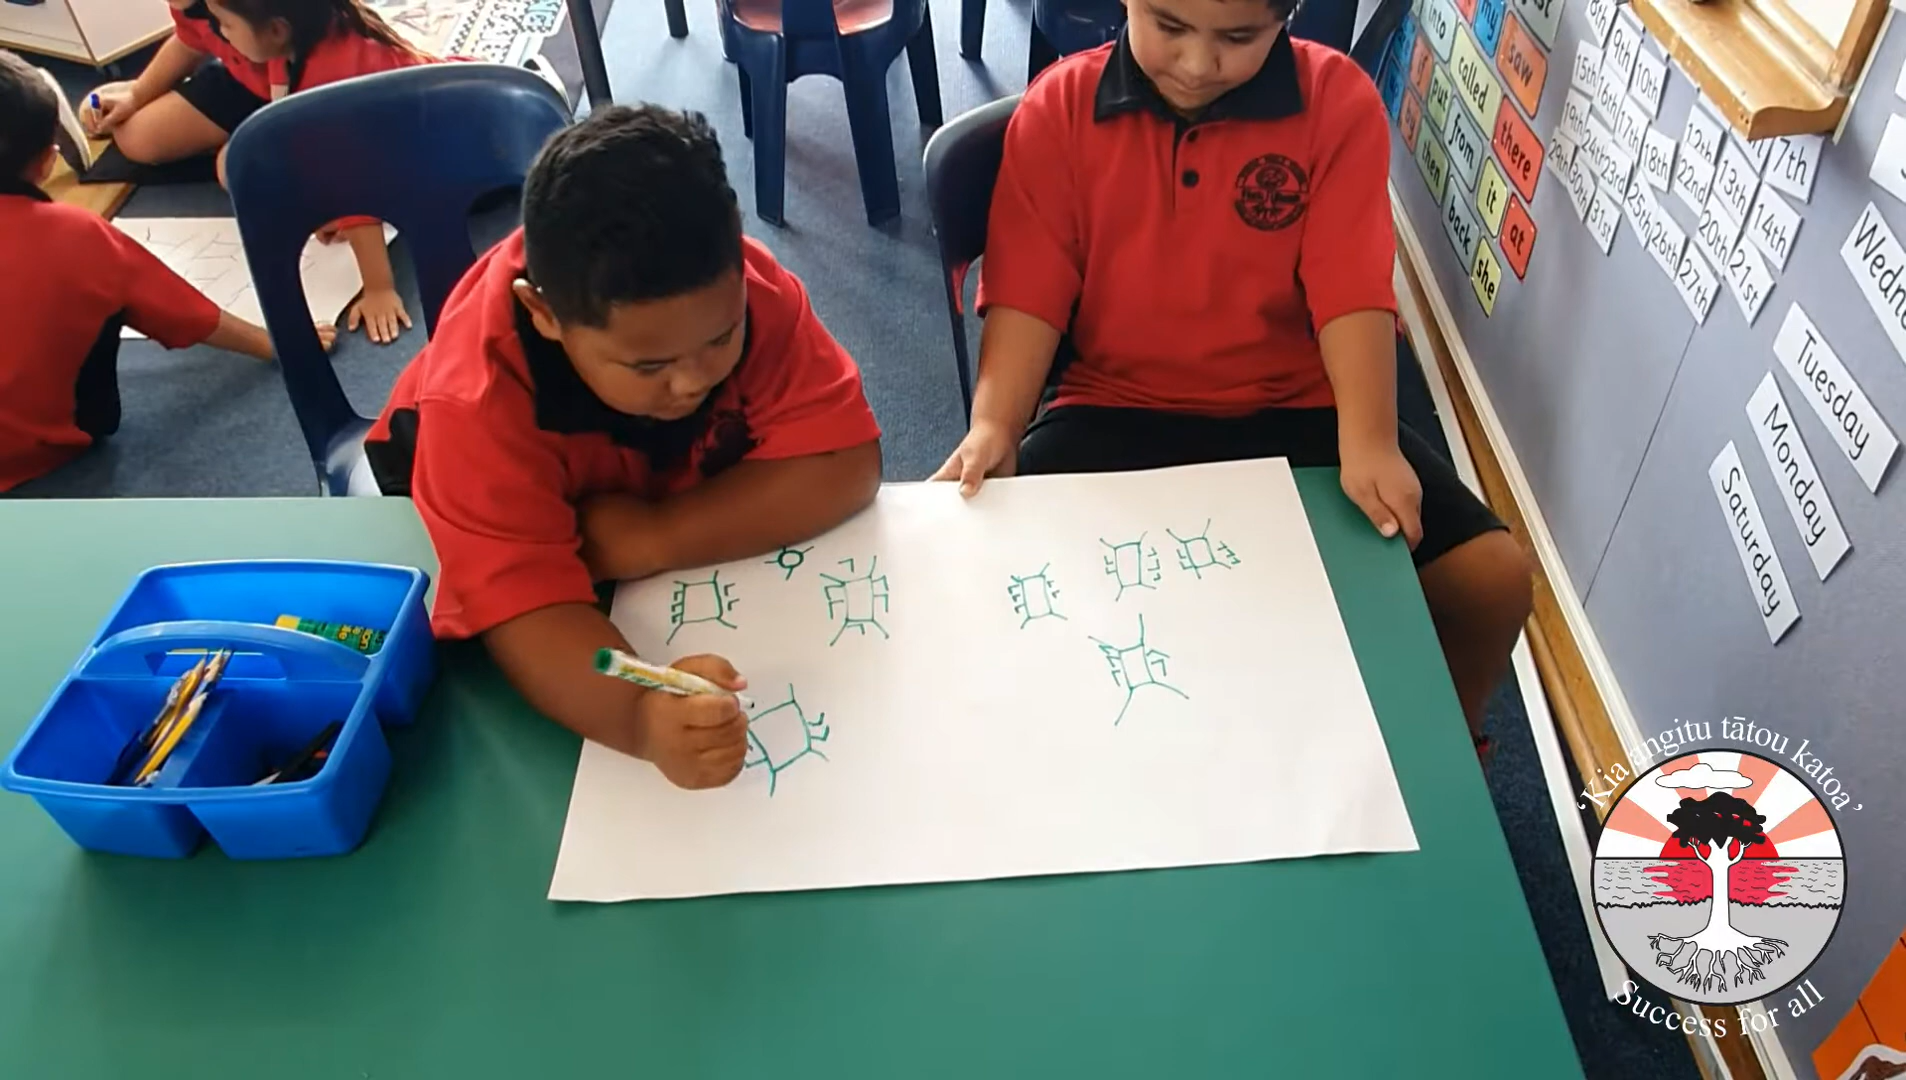 into
my
saw
called
if
put
there
from
it
then
at
back
she
8th
9th
10th
15th
16th
17th
18th
19th
24th
23rd
29th
30th
31st
25th
26th
27th
12th
7th
22nd
13th
14th
20th
21st
Tuesday
Monday
Saturday
'Kia angitu tātou katoa'
Success for all